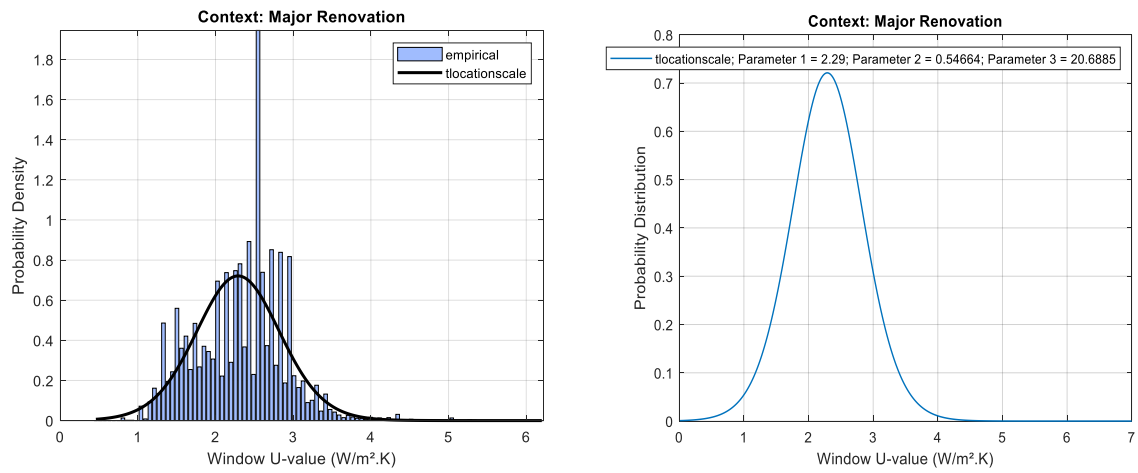 Context: Major Renovation
empirical
tlocationscale
Probability Density
0
0.2
0.4
0.6
0.8
1
1.2
1.4
1.6
1.8
0 1 2 3 4 5 6
Window U-value (W/m².K)
Context: Major Renovation
tlocationscale; Parameter 1 = 2.29; Parameter 2 = 0.54664; Parameter 3 = 20.6885
Probability Distribution
0
0.1
0.2
0.3
0.4
0.5
0.6
0.7
0.8
0 1 2 3 4 5 6 7
Window U-value (W/m².K)